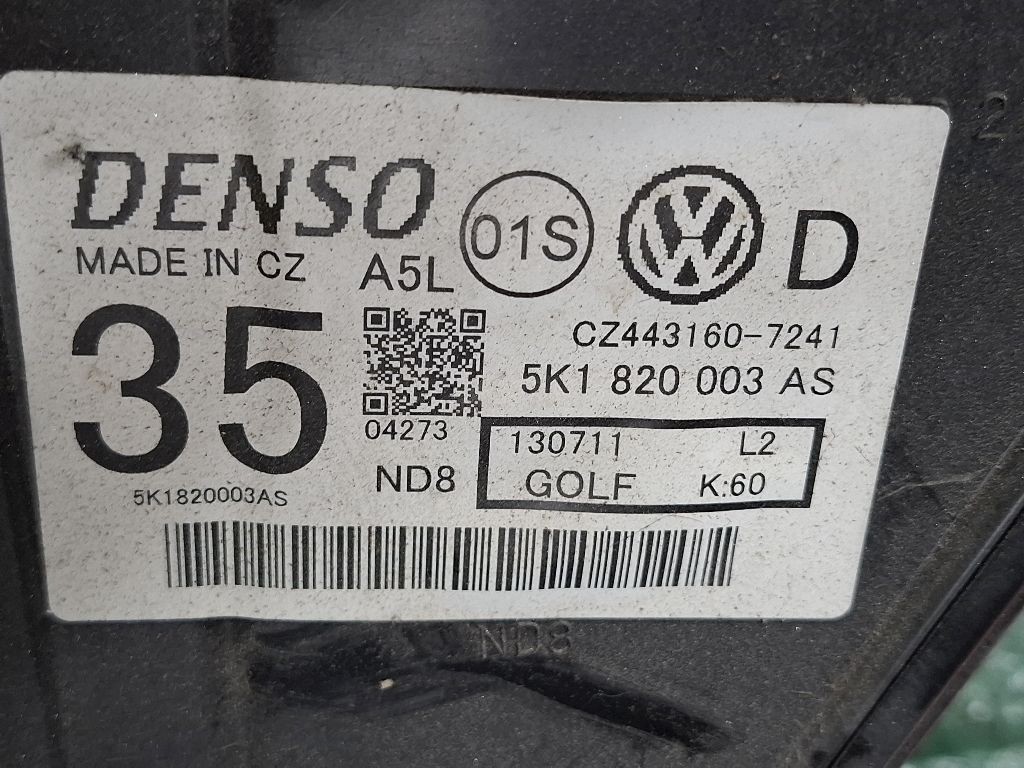 DENSO
01S
D
MADE IN CZ
A5L
35
CZ443160-7241
5K1 820 003 AS
04273
130711 L2
GOLF K:60
ND8
5K1820003AS
ND8
2